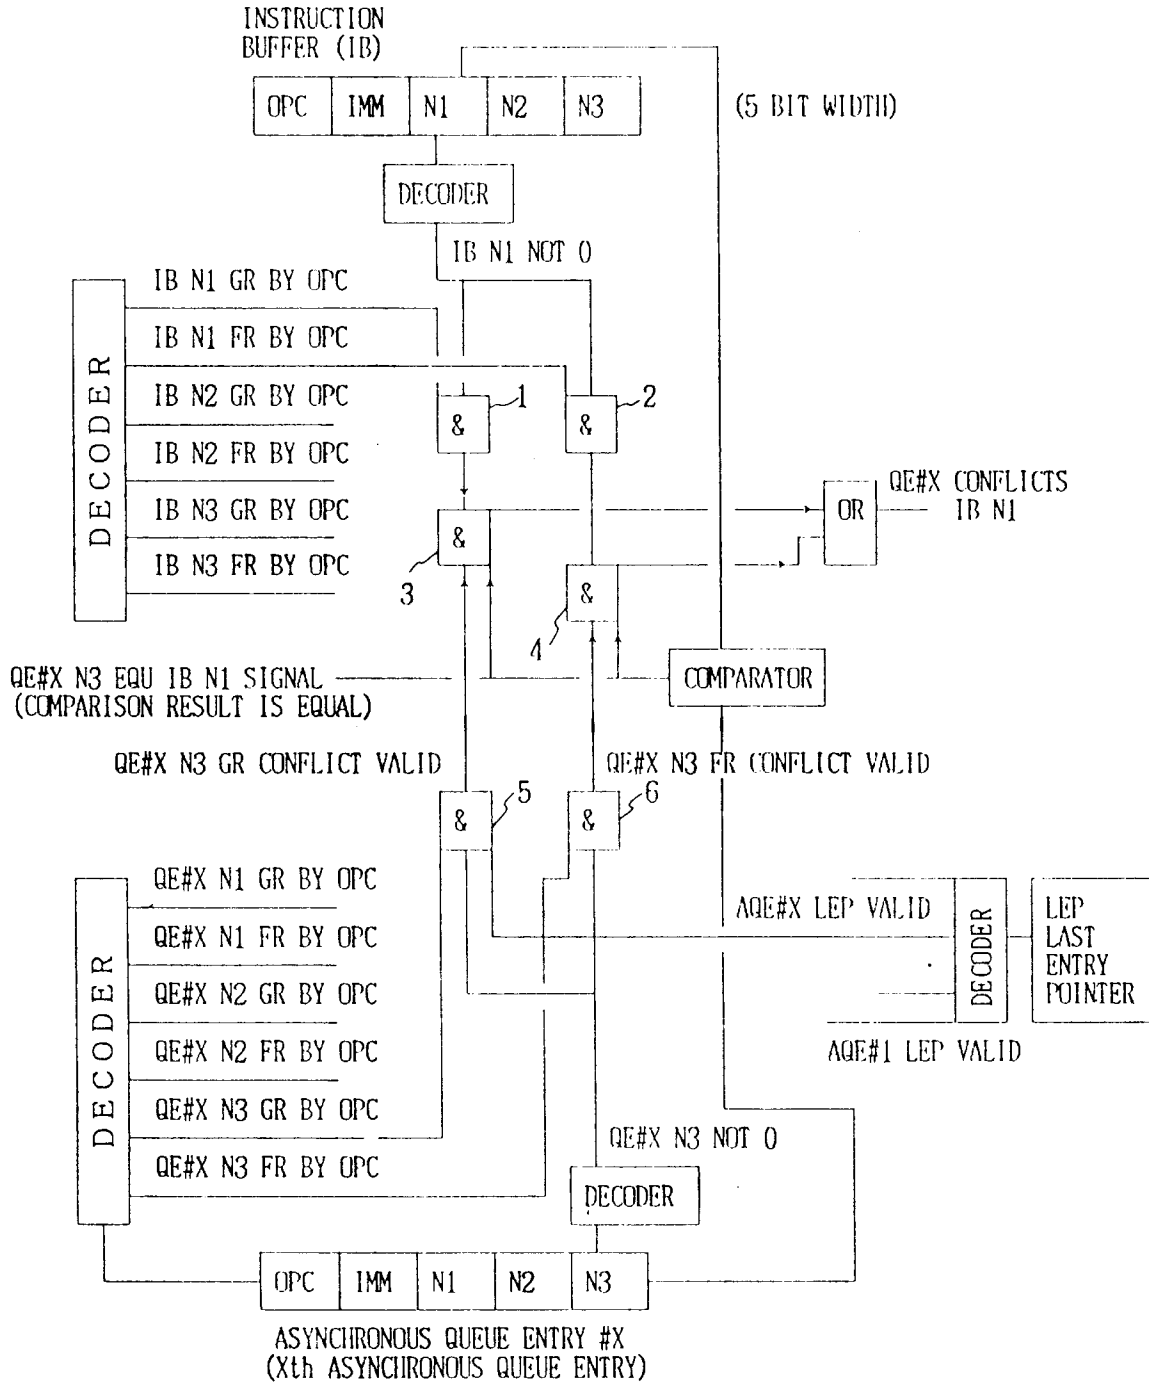 INSTRUCTION
BUFFER (IB)
OPC IMM N1 N2 N3
(5 BIT WIDTH)
DECODER
IB N1 NOT 0
IB N1 GR BY OPC
IB N1 FR BY OPC
IB N2 GR BY OPC
IB N2 FR BY OPC
IB N3 GR BY OPC
IB N3 FR BY OPC
DECODER
& 1
& 2
& 3
& 4
OR
QE#X CONFLICTS
IB N1
QE#X N3 EQU IB N1 SIGNAL
(COMPARISON RESULT IS EQUAL)
COMPARATOR
QE#X N3 GR CONFLICT VALID
QE#X N3 FR CONFLICT VALID
& 5
& 6
QE#X N1 GR BY OPC
QE#X N1 FR BY OPC
QE#X N2 GR BY OPC
QE#X N2 FR BY OPC
QE#X N3 GR BY OPC
QE#X N3 FR BY OPC
DECODER
AQE#X LEP VALID
DECODER
LEP
LAST
ENTRY
POINTER
AQE#1 LEP VALID
QE#X N3 NOT 0
DECODER
OPC IMM N1 N2 N3
ASYNCHRONOUS QUEUE ENTRY #X
(Xth ASYNCHRONOUS QUEUE ENTRY)